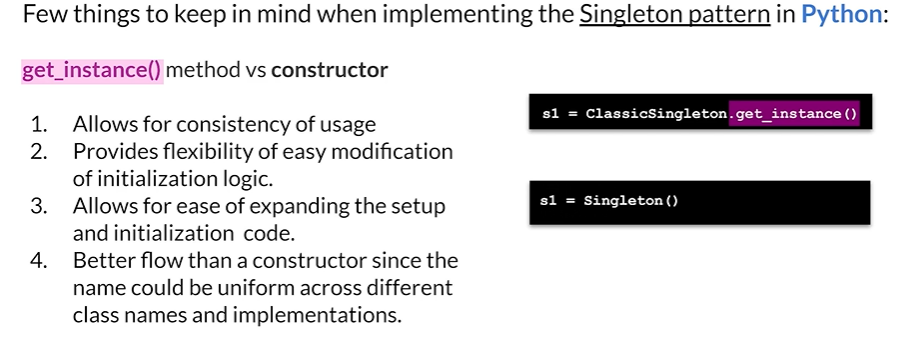 Few things to keep in mind when implementing the Singleton pattern in Python:
get_instance() method vs constructor
1. Allows for consistency of usage
2. Provides flexibility of easy modification
of initialization logic.
3. Allows for ease of expanding the setup
and initialization code.
4. Better flow than a constructor since the
name could be uniform across different
class names and implementations.
s1 = ClassicSingleton.get_instance()
s1 = Singleton()